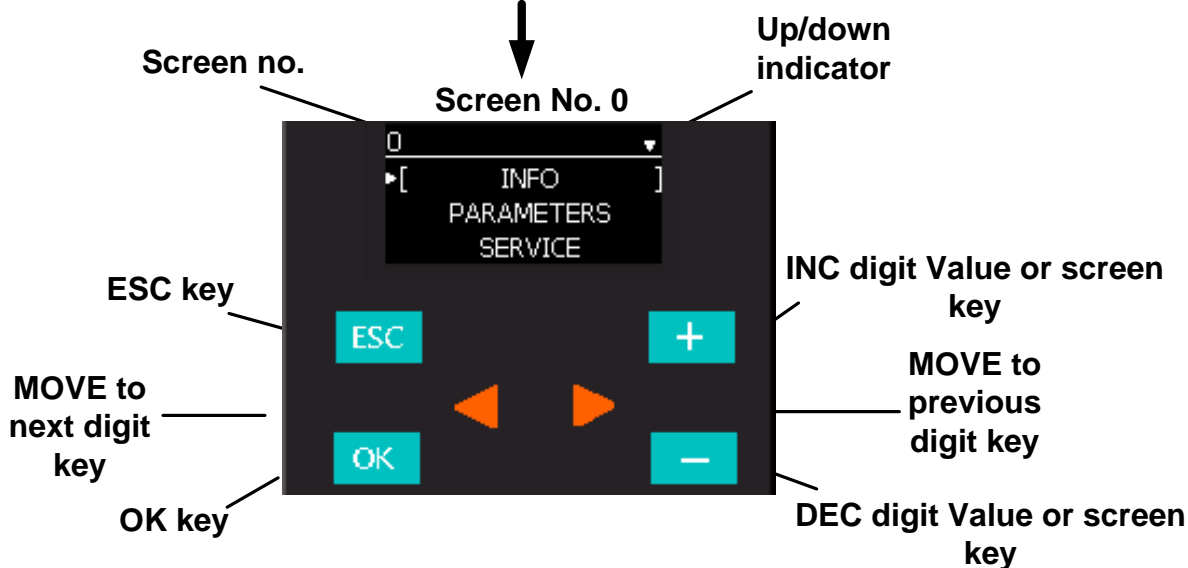 Up/down
indicator
Screen no.
Screen No. 0
0
[ INFO ]
PARAMETERS
SERVICE
INC digit Value or screen
key
ESC key
ESC
+
MOVE to
next digit
key
MOVE to
previous
digit key
OK
−
OK key
DEC digit Value or screen
key